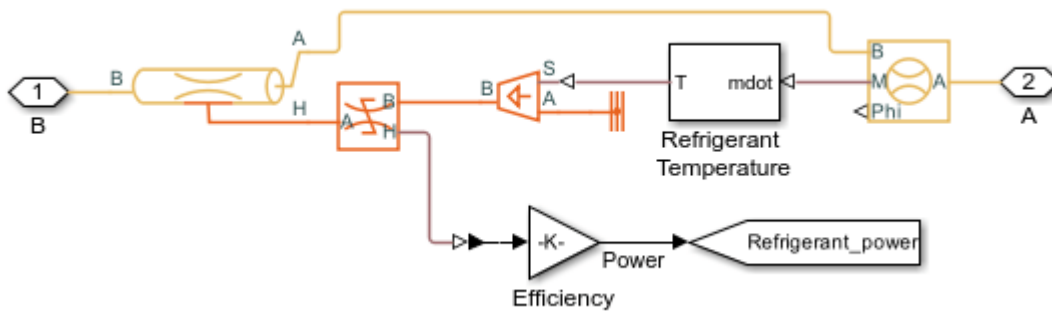 A
B
1
B
H
A
B
H
B
S
A
T
mdot
Refrigerant
Temperature
B
M
A
Phi
2
A
-K-
Power
Efficiency
Refrigerant_power